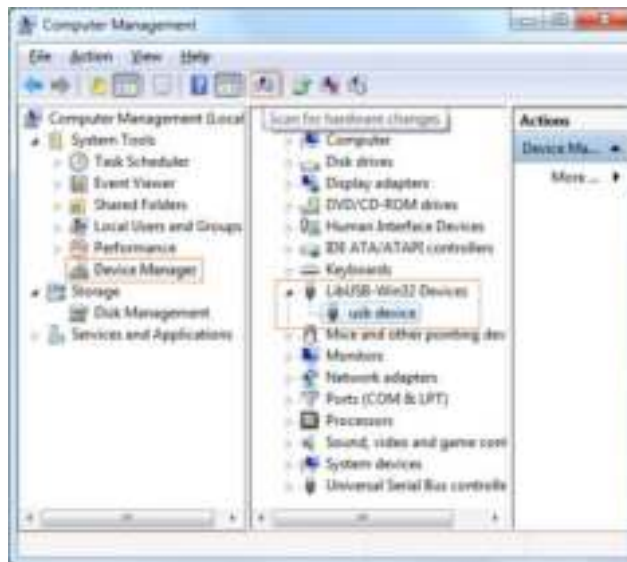 Computer Management
File Action View Help
Computer Management (Local
System Tools
Task Scheduler
Event Viewer
Shared Folders
Local Users and Groups
Performance
Device Manager
Storage
Disk Management
Services and Applications
Scan for hardware changes
Computer
Disk drives
Display adapters
DVD/CD-ROM drives
Human Interface Devices
IDE ATA/ATAPI controllers
Keyboards
LibUSB-Win32 Devices
usb device
Mice and other pointing dev
Monitors
Network adapters
Ports (COM & LPT)
Processors
Sound, video and game cont
System devices
Universal Serial Bus controlle
Actions
Device Ma...
More ...